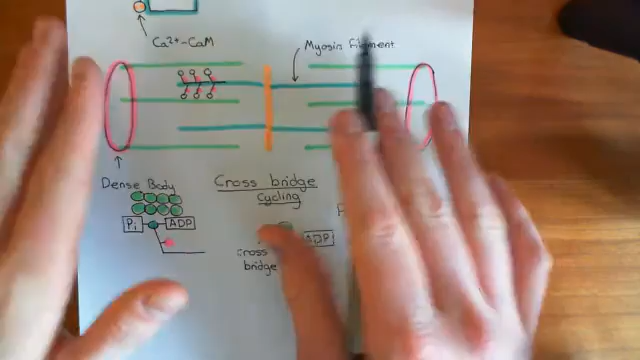 Ca²⁺-CaM
Myosin Filament
Dense Body
Cross bridge
Cycling
Pi
ADP
ADP
Cross
bridge